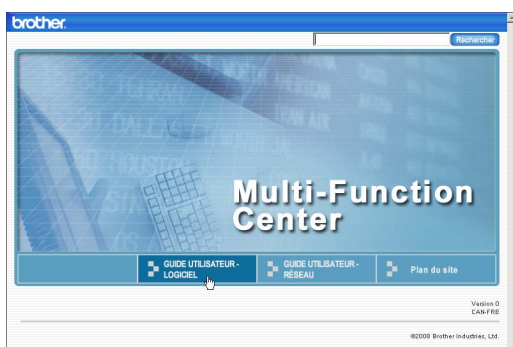 brother.
Rechercher
Multi-Function
Center
GUIDE UTILISATEUR -
LOGICIEL
GUIDE UTILISATEUR -
RÉSEAU
Plan du site
Version 0
CAN-FRE
©2008 Brother Industries, Ltd.